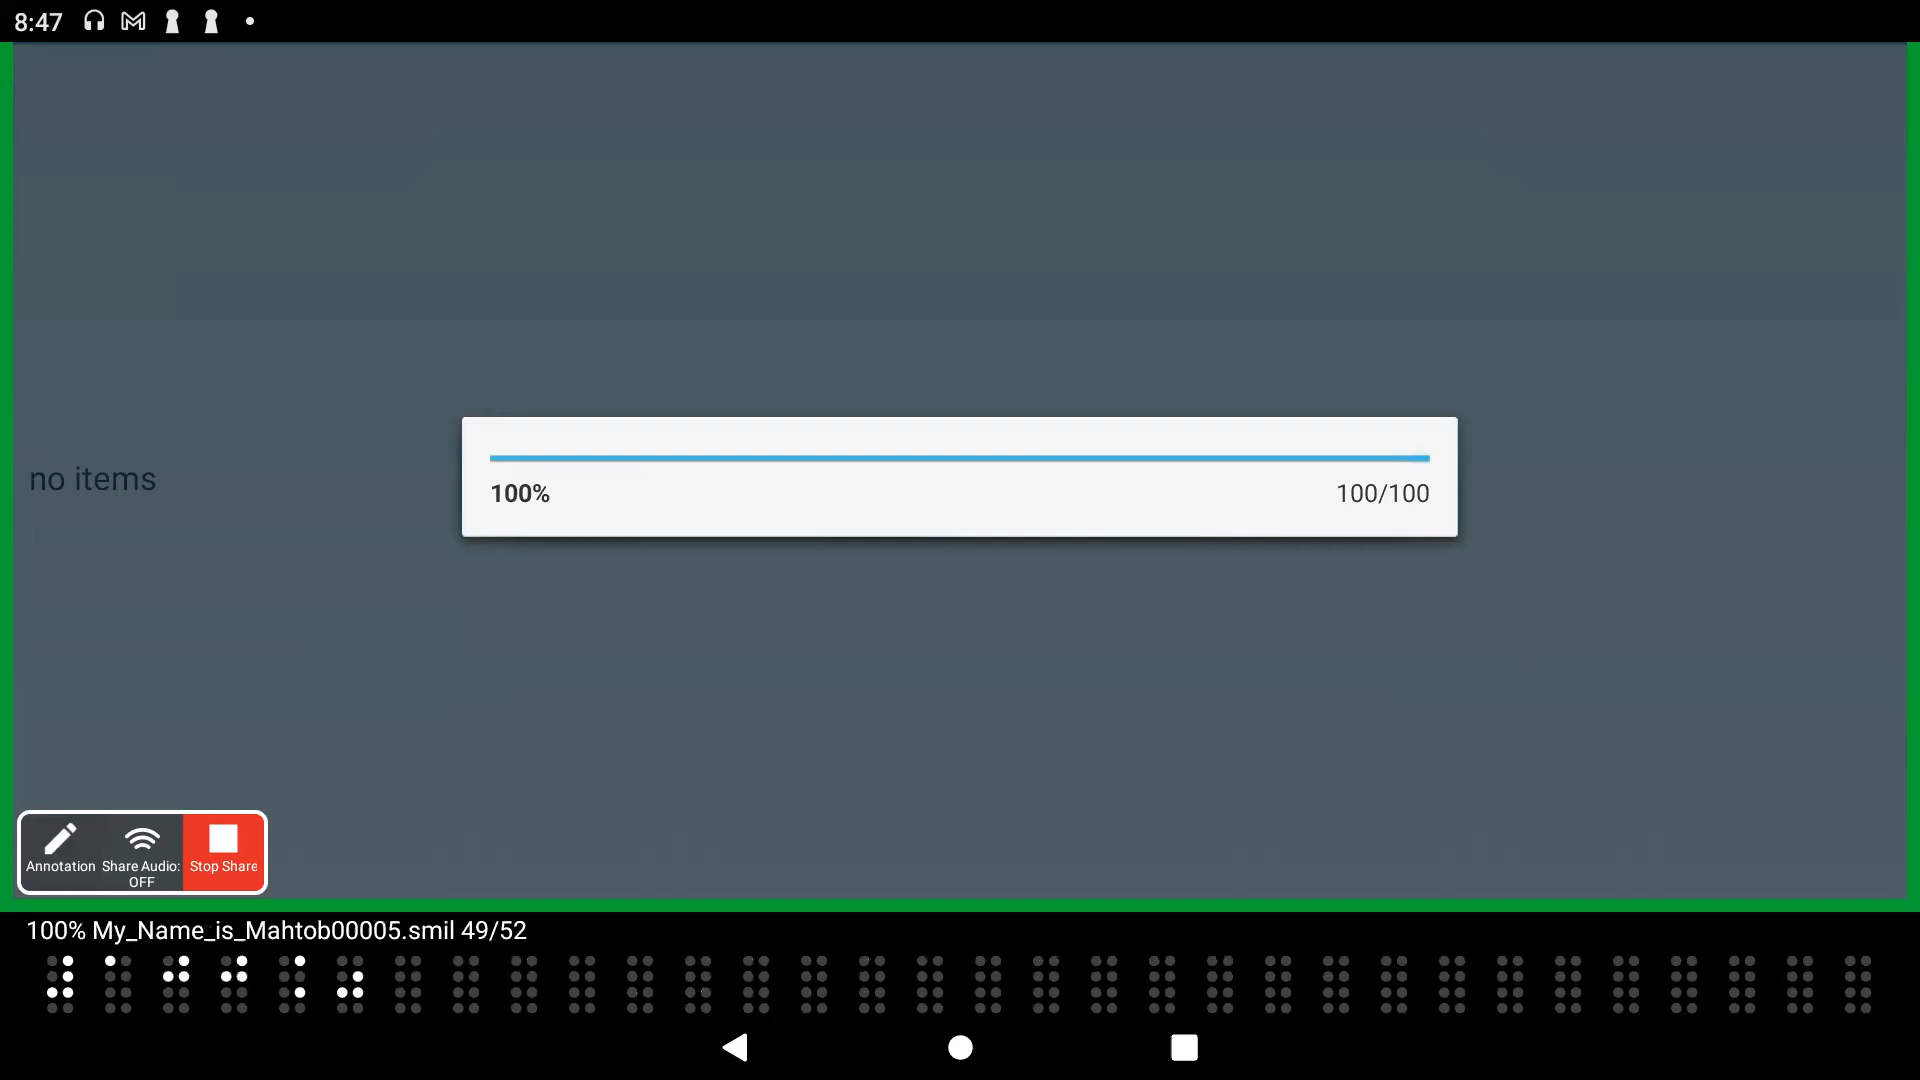 8:47
no items
100% 100/100
Annotation Share Audio: OFF Stop Share
100% My_Name_is_Mahtob00005.smil 49/52
⠼⠁⠚⠚⠨⠴